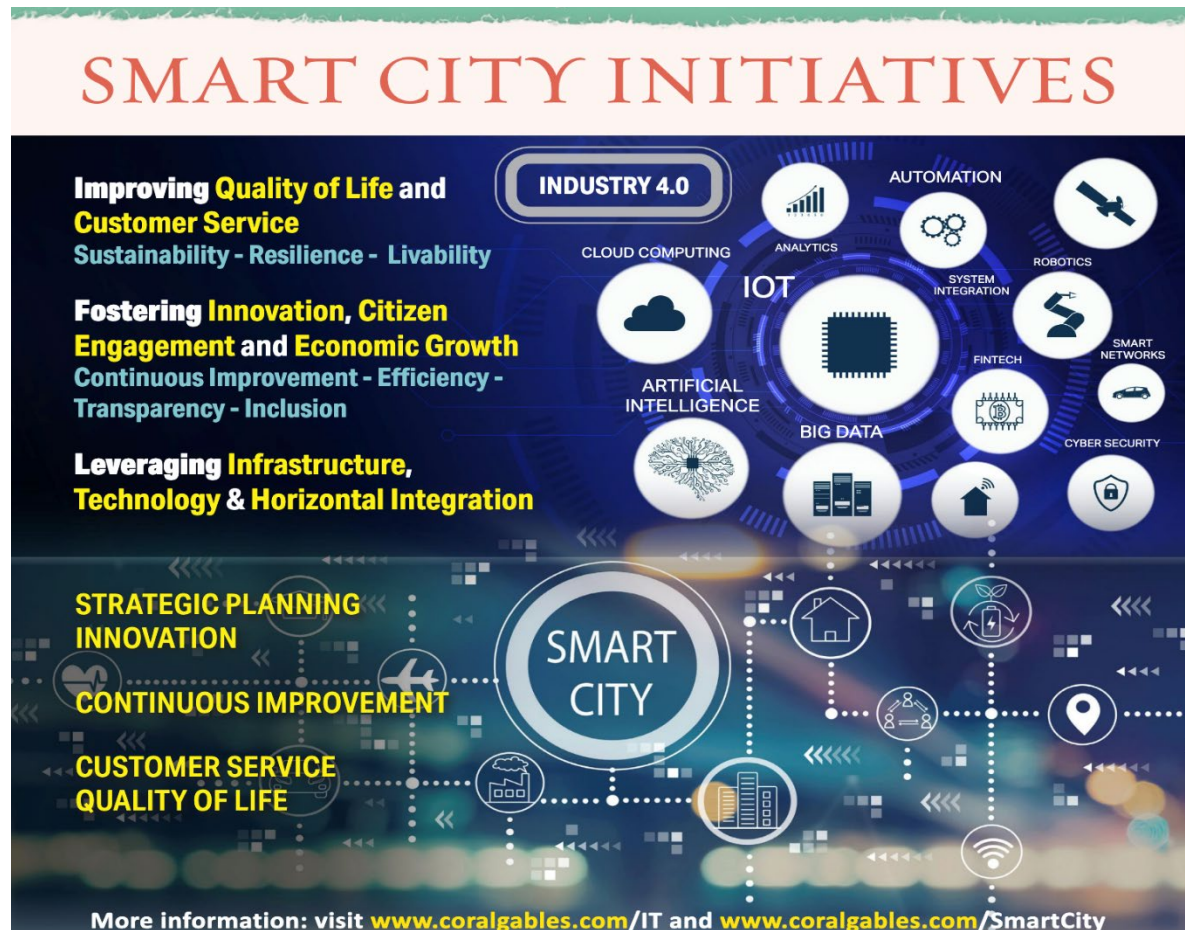 SMART CITY INITIATIVES
Improving Quality of Life and
Customer Service
Sustainability - Resilience - Livability
Fostering Innovation, Citizen
Engagement and Economic Growth
Continuous Improvement - Efficiency -
Transparency - Inclusion
Leveraging Infrastructure,
Technology & Horizontal Integration
INDUSTRY 4.0
ANALYTICS
AUTOMATION
CLOUD COMPUTING
IOT
SYSTEM
INTEGRATION
ROBOTICS
SMART
NETWORKS
FINTECH
ARTIFICIAL
INTELLIGENCE
BIG DATA
CYBER SECURITY
STRATEGIC PLANNING
INNOVATION
CONTINUOUS IMPROVEMENT
CUSTOMER SERVICE
QUALITY OF LIFE
SMART
CITY
More information: visit www.coralgables.com/IT and www.coralgables.com/SmartCity